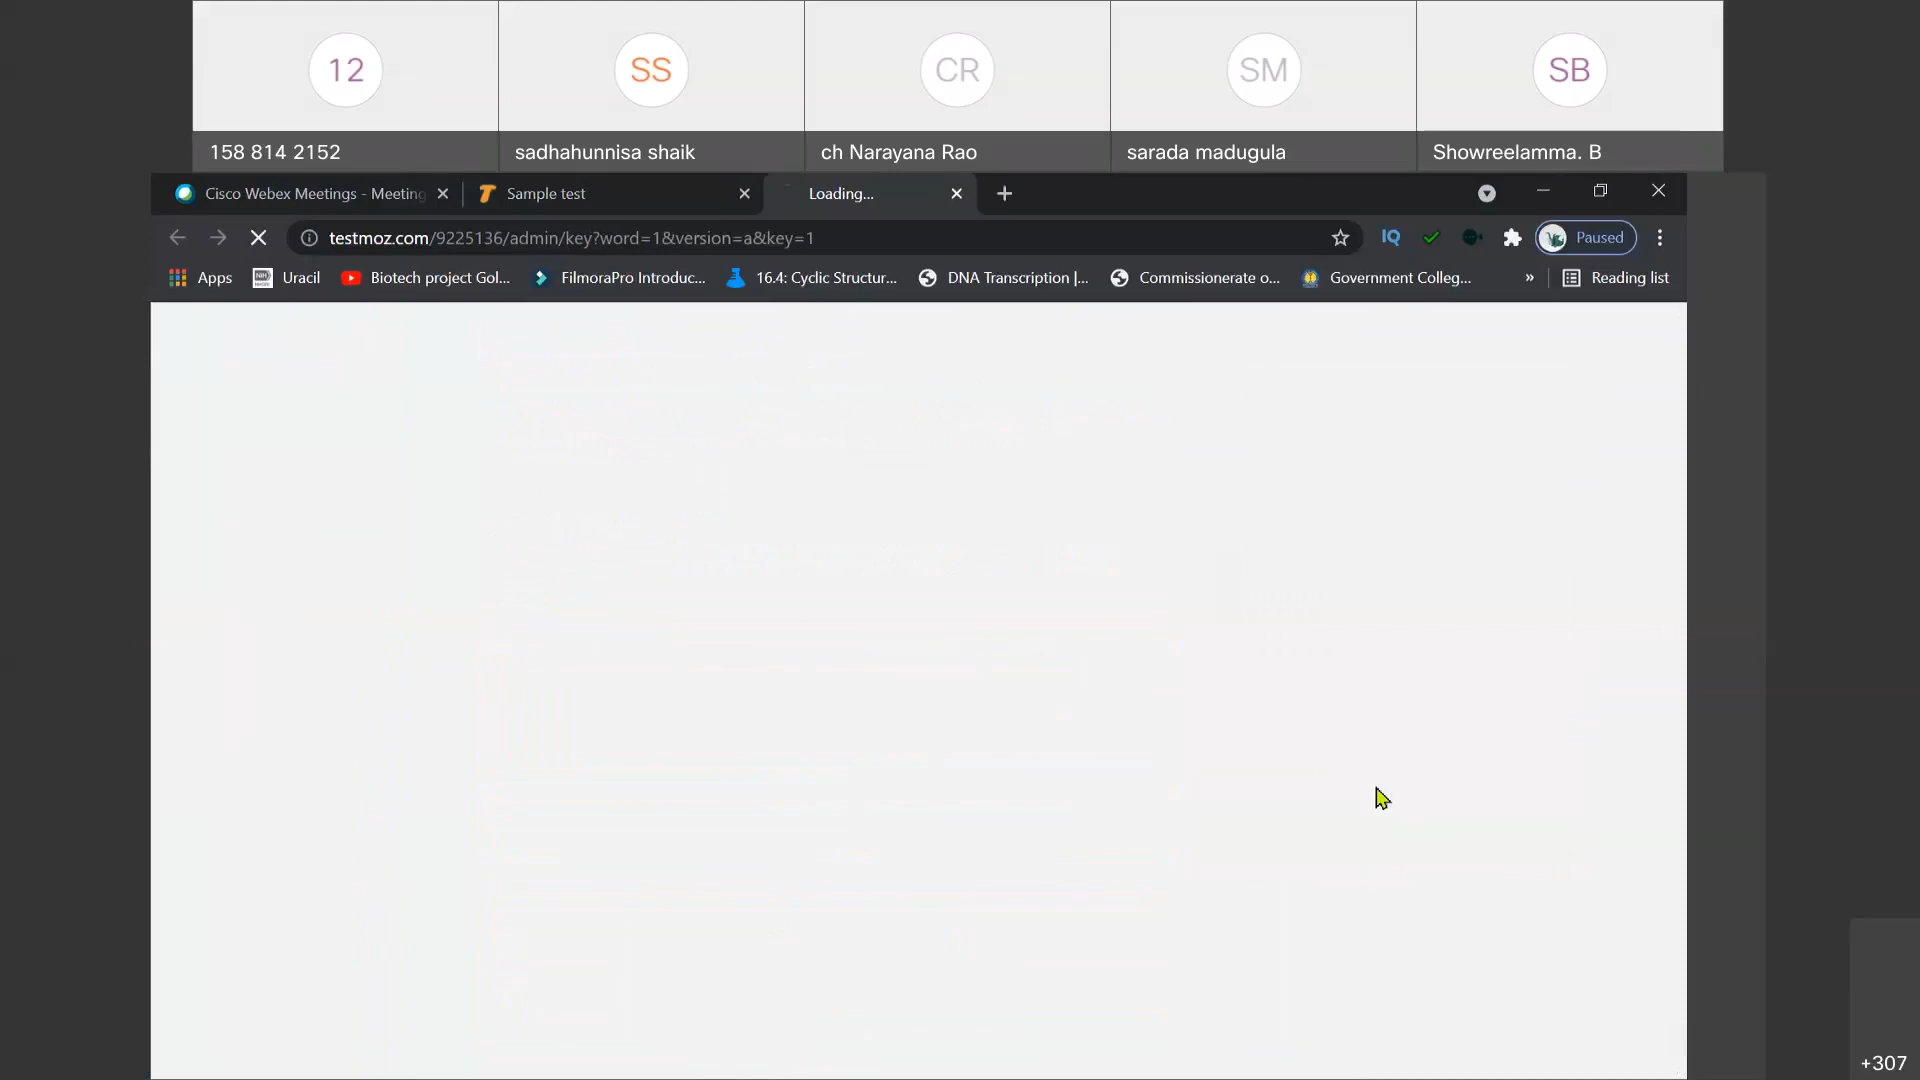 12
SS
CR
SM
SB
158 814 2152
sadhahunnisa shaik
ch Narayana Rao
sarada madugula
Showreelamma. B
Cisco Webex Meetings - Meeting
Sample test
Loading...
testmoz.com/9225136/admin/key?word=1&version=a&key=1
IQ
Paused
Apps
NIH
Uracil
Biotech project Gol...
FilmoraPro Introduc...
16.4: Cyclic Structur...
DNA Transcription |...
Commissionerate o...
Government Colleg...
»
Reading list
+307